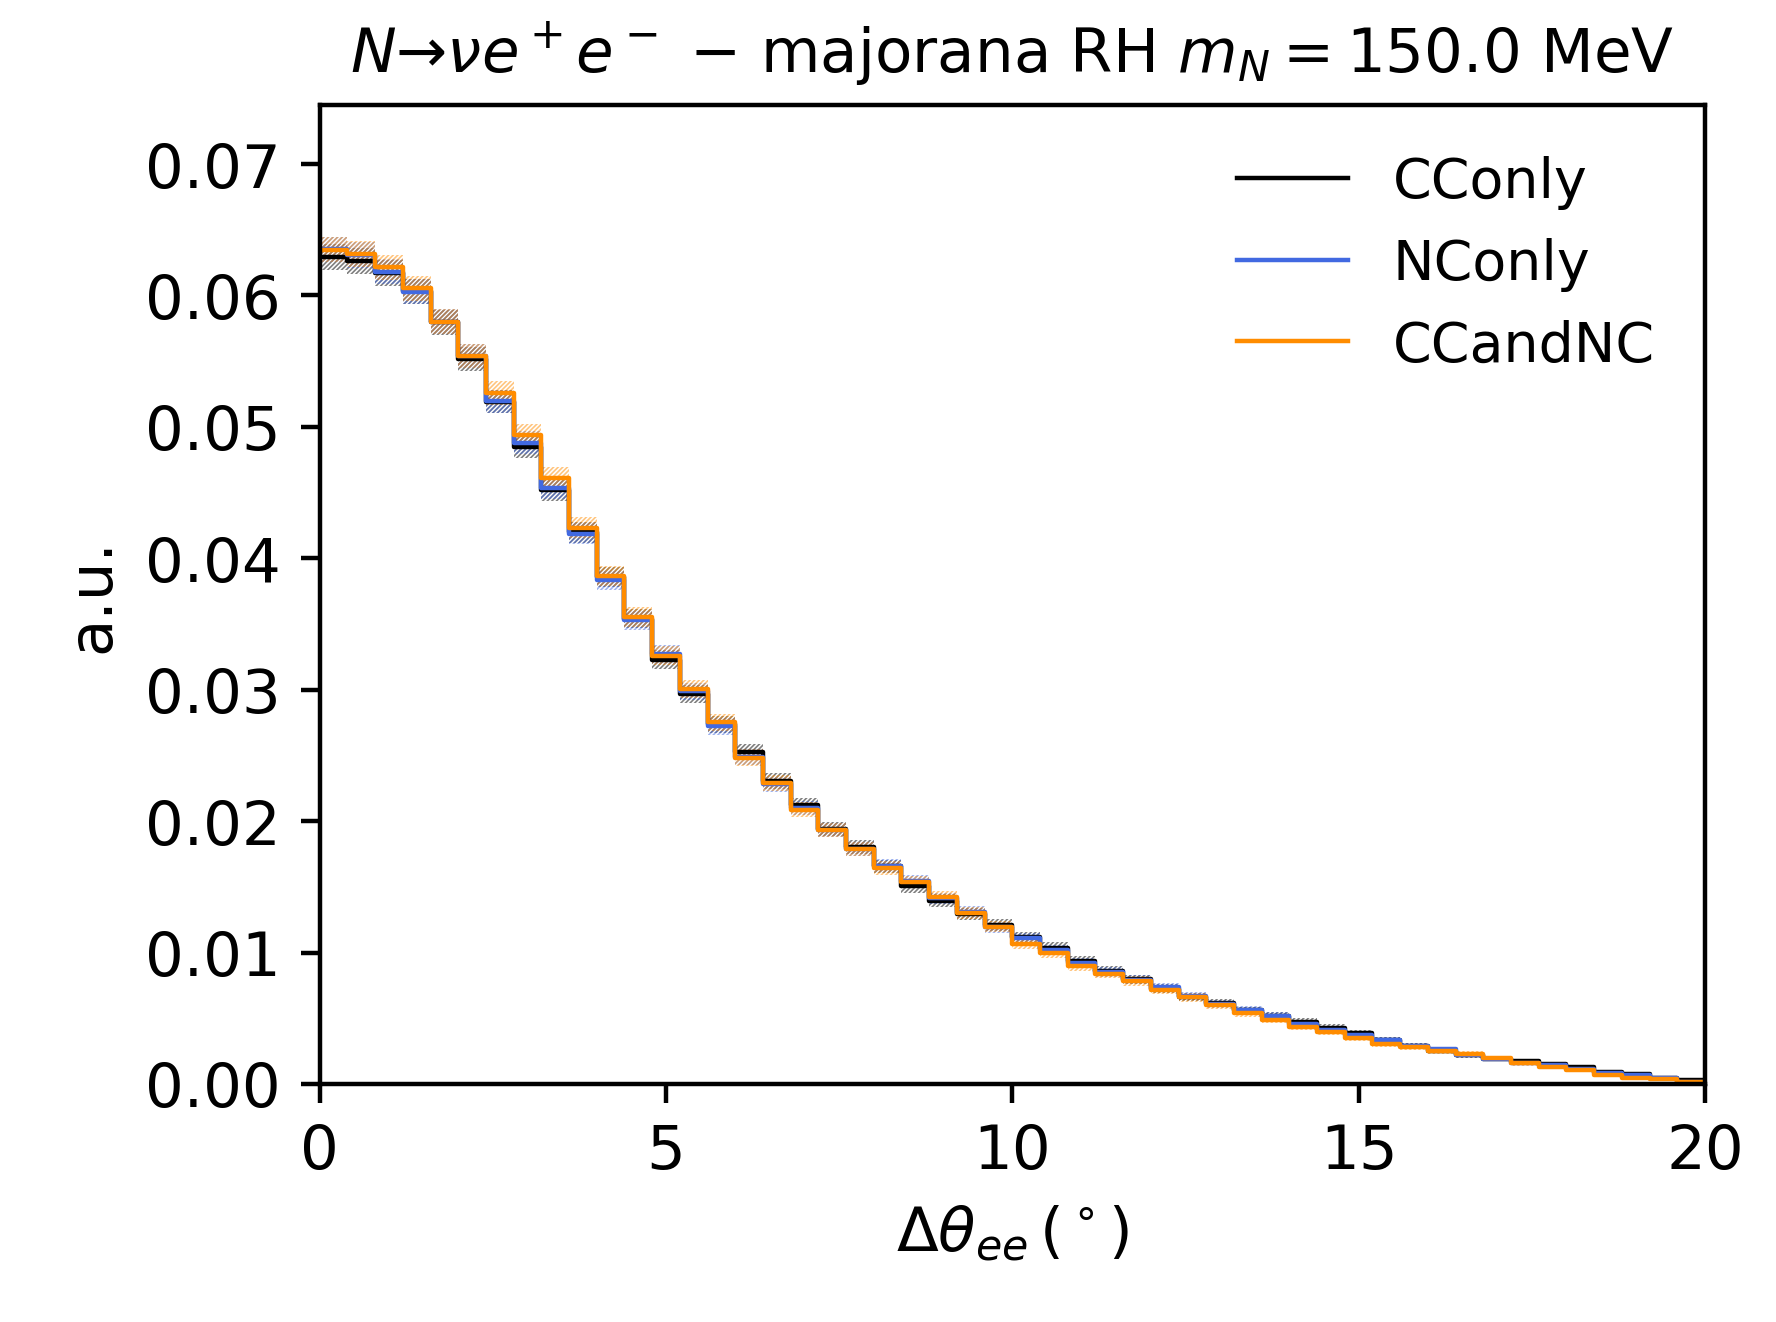 N→νe⁺e⁻ − majorana RH m_N = 150.0 MeV
CConly
NConly
CCandNC
0.07
0.06
0.05
0.04
0.03
0.02
0.01
0.00
a.u.
0 5 10 15 20
Δθ_ee (°)